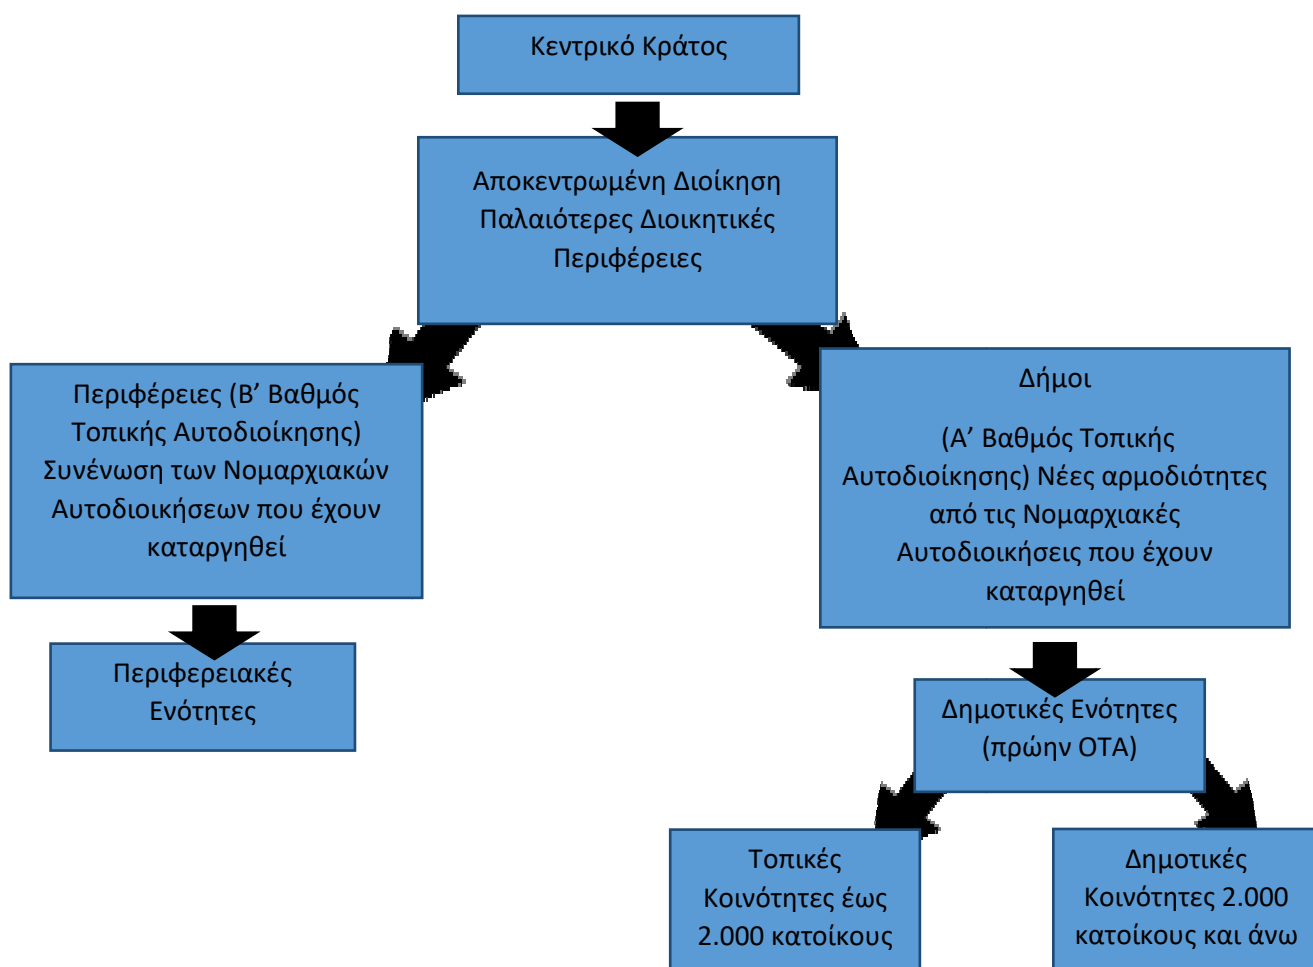 Κεντρικό Κράτος
Αποκεντρωμένη Διοίκηση
Παλαιότερες Διοικητικές
Περιφέρειες
Περιφέρειες (Β’ Βαθμός
Τοπικής Αυτοδιοίκησης)
Συνένωση των Νομαρχιακών
Αυτοδιοικήσεων που έχουν
καταργηθεί
Δήμοι
(Α’ Βαθμός Τοπικής
Αυτοδιοίκησης) Νέες αρμοδιότητες
από τις Νομαρχιακές
Αυτοδιοικήσεις που έχουν
καταργηθεί
Περιφερειακές
Ενότητες
Δημοτικές Ενότητες
(πρώην ΟΤΑ)
Τοπικές
Κοινότητες έως
2.000 κατοίκους
Δημοτικές
Κοινότητες 2.000
κατοίκους και άνω